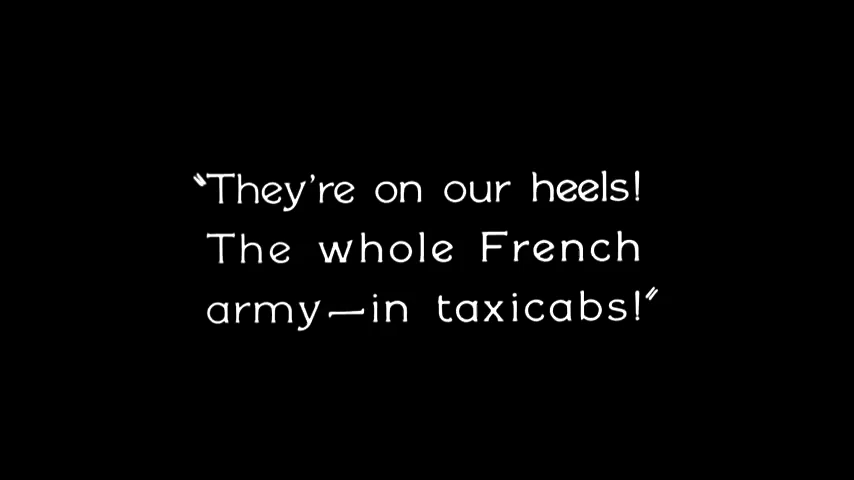 "They're on our heels!
The whole French
army—in taxicabs!"